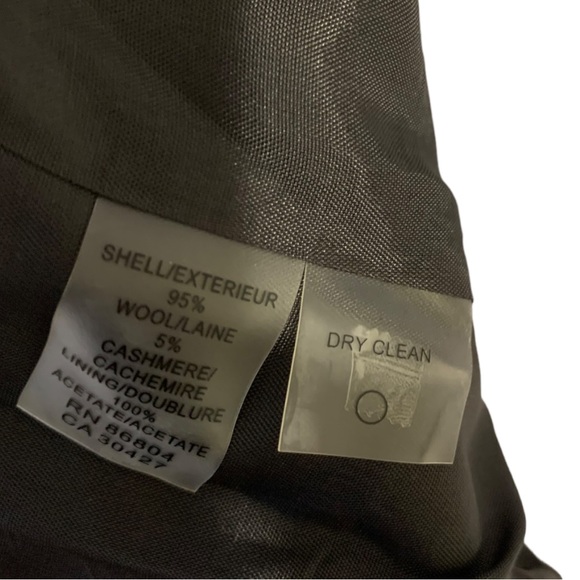 SHELL/EXTERIEUR
95%
WOOL/LAINE
5%
CASHMERE/
CACHEMIRE
LINING/DOUBLURE
100%
ACETATE/ACETATE
RN 86804
CA 30427
DRY CLEAN